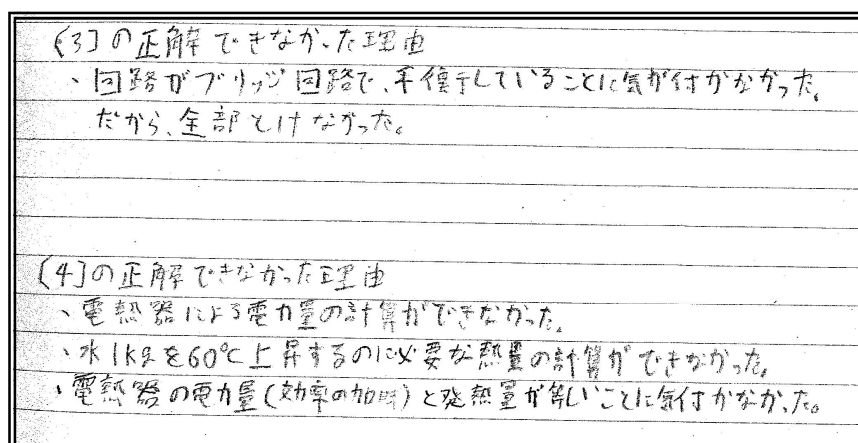 〔3〕の正解できなかった理由
・回路がブリッジ回路で、平衡していることに気が付かなかった。
だから、全部とけなかった。
〔4〕の正解できなかった理由
・電熱器による電力量の計算ができなかった。
・水1kgを60℃上昇するのに必要な熱量の計算ができなかった。
・電熱器の電力量(効率の加味)と発熱量が等しいことに気付かなかった。